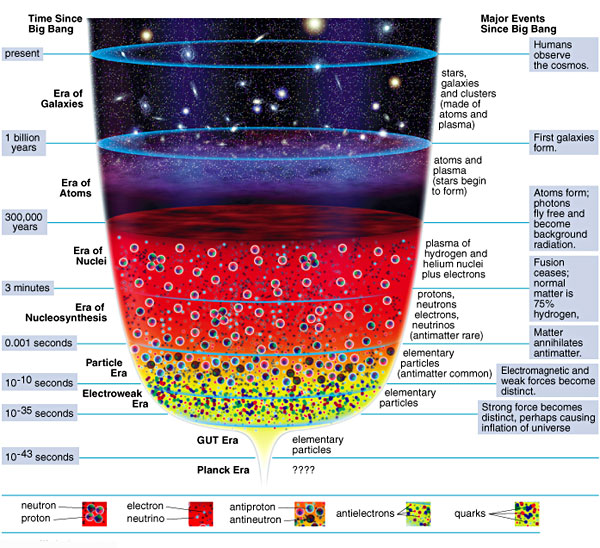 Time Since
Big Bang
Major Events
Since Big Bang
present
Humans
observe
the cosmos.
Era of
Galaxies
stars,
galaxies
and clusters
(made of
atoms and
plasma)
1 billion
years
First galaxies
form.
Era of
Atoms
atoms and
plasma
(stars begin
to form)
300,000
years
Atoms form;
photons
fly free and
become
background
radiation.
Era of
Nuclei
plasma of
hydrogen and
helium nuclei
plus electrons
3 minutes
Fusion
ceases;
normal
matter is
75%
hydrogen,
Era of
Nucleosynthesis
protons,
neutrons
electrons,
neutrinos
(antimatter rare)
0.001 seconds
Matter
annihilates
antimatter.
Particle
Era
elementary
particles
(antimatter common)
10-10 seconds
Electromagnetic and
weak forces become
distinct.
Electroweak
Era
elementary
particles
10-35 seconds
Strong force becomes
distinct, perhaps causing
inflation of universe
GUT Era
elementary
particles
10-43 seconds
Planck Era
????
neutron
proton
electron
neutrino
antiproton
antineutron
antielectrons
quarks